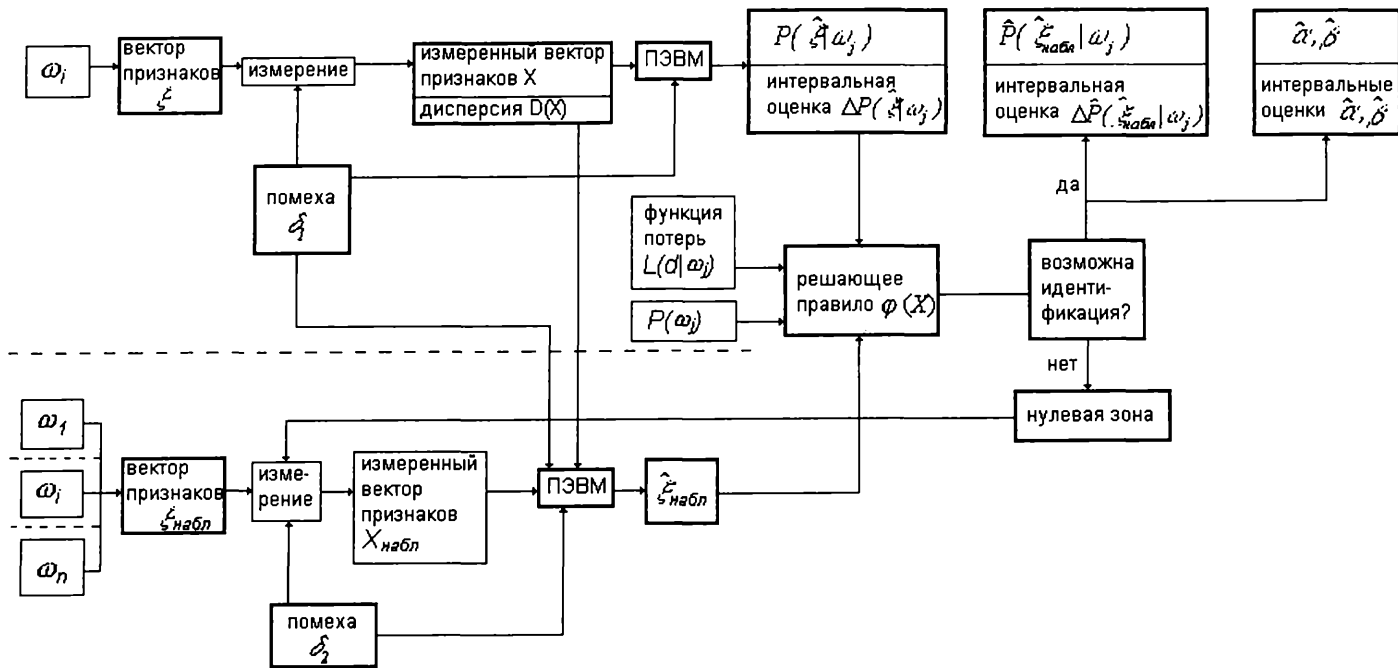 ω_i
вектор
признаков
ξ
измерение
измеренный вектор
признаков X
дисперсия D(X)
ПЭВМ
P(ξ̂|ω_j)
интервальная
оценка ΔP(ξ̂|ω_j)
P̂(ξ̂_набл|ω_j)
интервальная
оценка ΔP̂(ξ̂_набл|ω_j)
α̂, β̂
интервальные
оценки α̂, β̂
помеха
δ̂_1
да
функция
потерь
L(d|ω_j)
P(ω_j)
решающее
правило φ(X)
возможна
иденти-
фикация?
нет
нулевая зона
ω_1
ω_i
ω_n
вектор
признаков
ξ_набл
изме-
рение
измеренный
вектор
признаков
X_набл
ПЭВМ
ξ̂_набл
помеха
δ̂_2